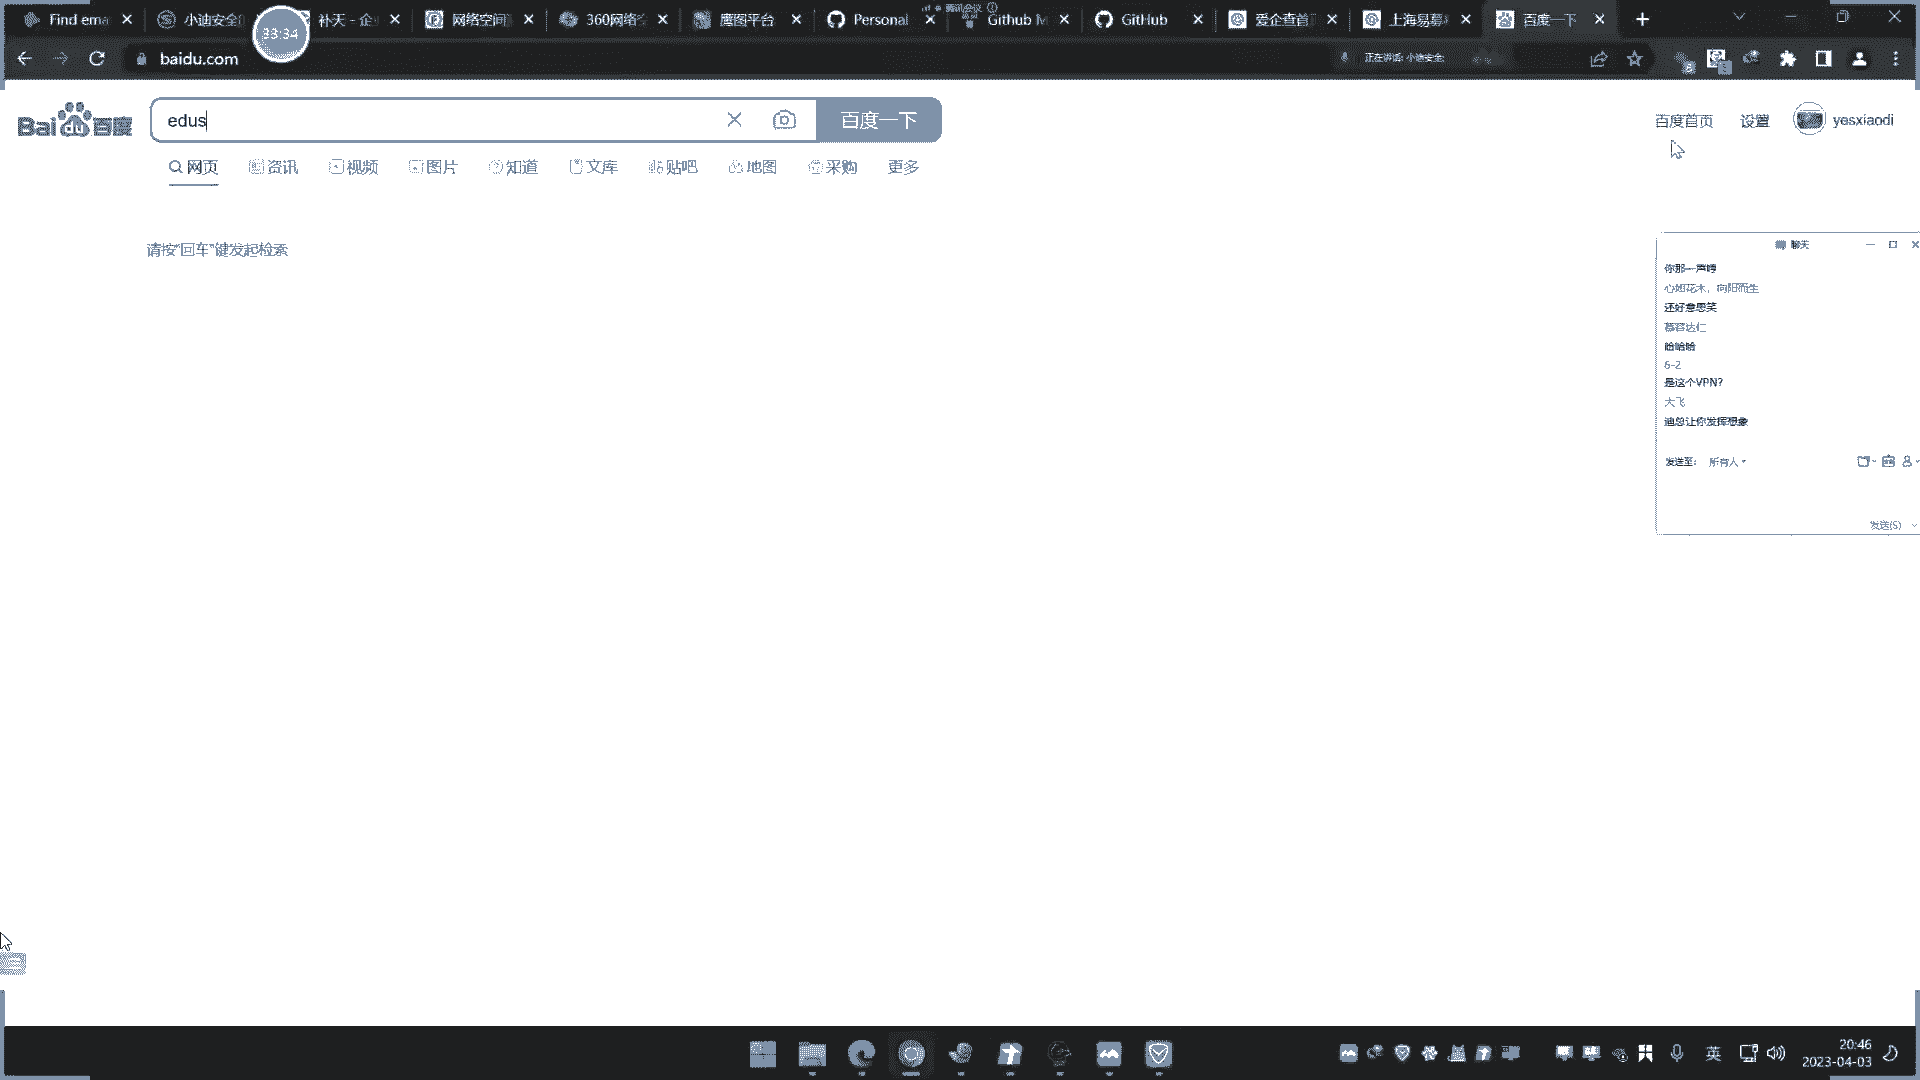 Find ema
小迪安全
33:34
补天 - 企
网络空间
360网络
鹰图平台
Personal
腾讯会议
Github M
GitHub
爱企查首
上海易募
百度一下
baidu.com
正在讲话: 小迪安全;
Bai du 百度
edus
百度一下
百度首页
设置
yesxiaodi
网页
资讯
视频
图片
知道
文库
贴吧
地图
采购
更多
请按“回车”键发起检索
聊天
你那一声哼
心如花木，向阳而生
还好意思笑
慕容达仁
哈哈哈
6-2
是这个VPN?
大飞
迪总让你发挥想象
发送至:
所有人
发送(S)
英
20:46
2023-04-03